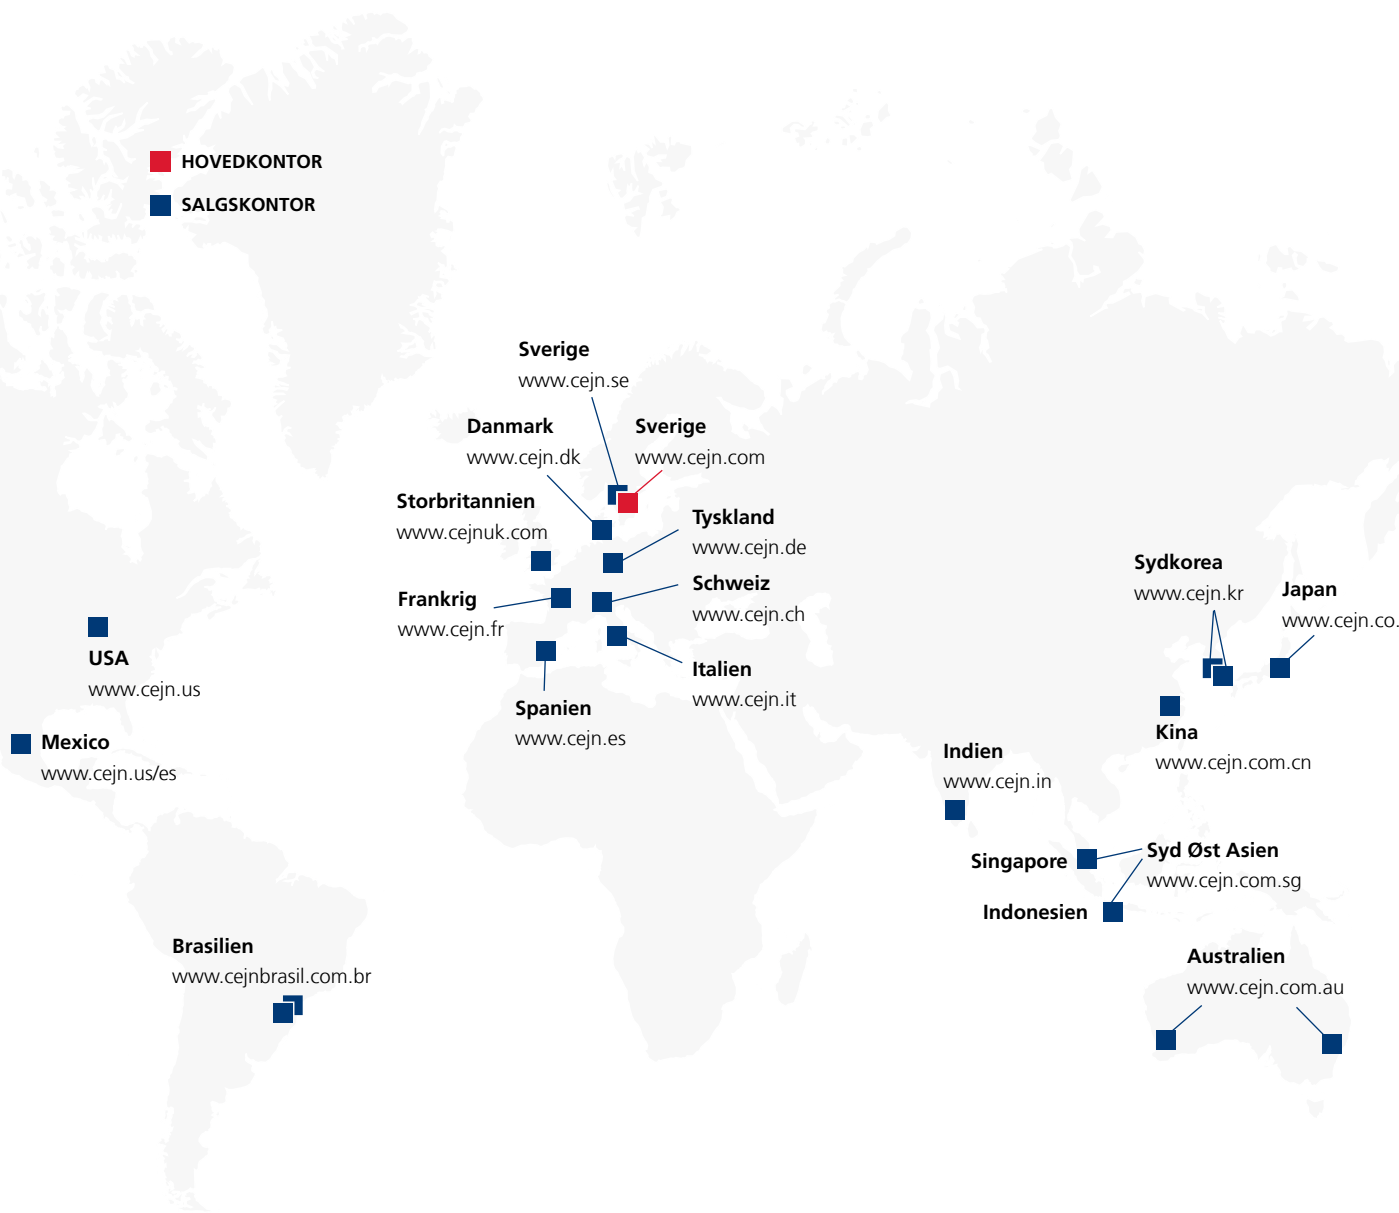 HOVEDKONTOR
SALGSKONTOR
Sverige
www.cejn.se
Danmark
www.cejn.dk
Sverige
www.cejn.com
Storbritannien
www.cejnuk.com
Tyskland
www.cejn.de
Schweiz
www.cejn.ch
Frankrig
www.cejn.fr
Italien
www.cejn.it
Spanien
www.cejn.es
USA
www.cejn.us
Mexico
www.cejn.us/es
Brasilien
www.cejnbrasil.com.br
Sydkorea
www.cejn.kr
Japan
www.cejn.co.
Kina
www.cejn.com.cn
Indien
www.cejn.in
Singapore
Syd Øst Asien
www.cejn.com.sg
Indonesien
Australien
www.cejn.com.au